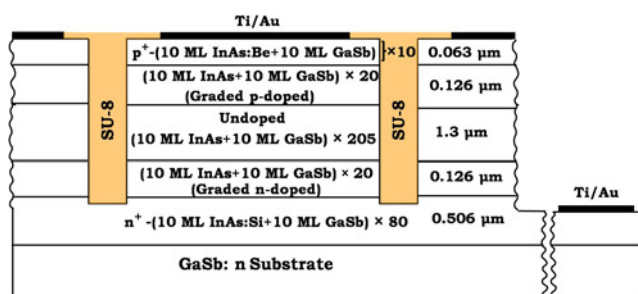 Ti/Au
p⁺-(10 ML InAs:Be+10 ML GaSb) }×10 0.063 µm
(10 ML InAs+10 ML GaSb) × 20
(Graded p-doped)
0.126 µm
Undoped
(10 ML InAs+10 ML GaSb) × 205
1.3 µm
SU-8
SU-8
(10 ML InAs+10 ML GaSb) × 20
(Graded n-doped)
0.126 µm
Ti/Au
n⁺ -(10 ML InAs:Si+10 ML GaSb) × 80 0.506 µm
GaSb: n Substrate